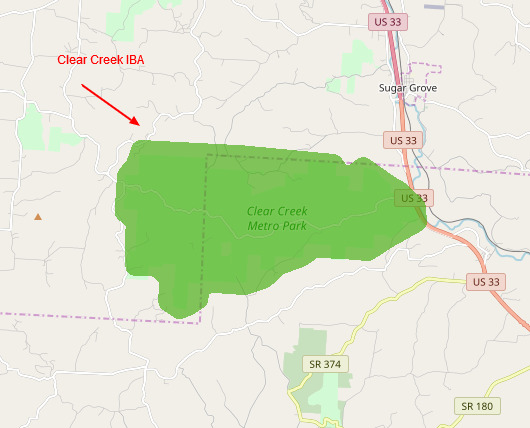 US 33
Clear Creek IBA
Sugar Grove
US 33
US 33
Clear Creek
Metro Park
US 33
SR 374
SR 180